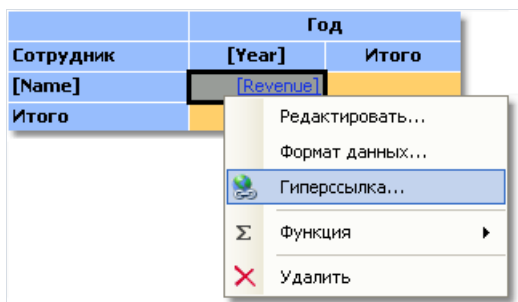 Год
Сотрудник [Year] Итого
[Name] [Revenue]
Итого
Редактировать...
Формат данных...
Гиперссылка...
Σ Функция
Удалить